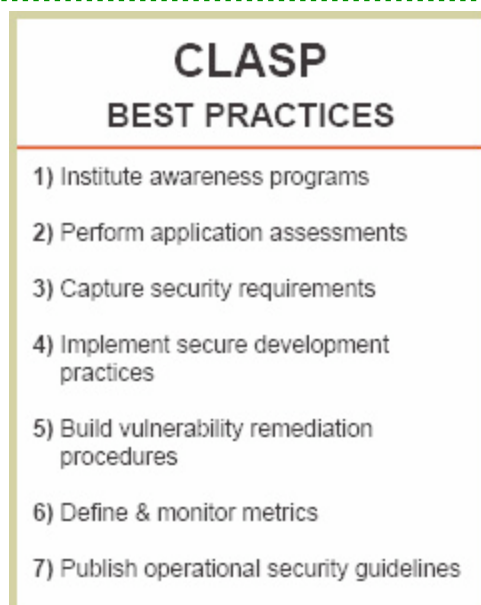 CLASP
BEST PRACTICES
1) Institute awareness programs
2) Perform application assessments
3) Capture security requirements
4) Implement secure development
practices
5) Build vulnerability remediation
procedures
6) Define & monitor metrics
7) Publish operational security guidelines